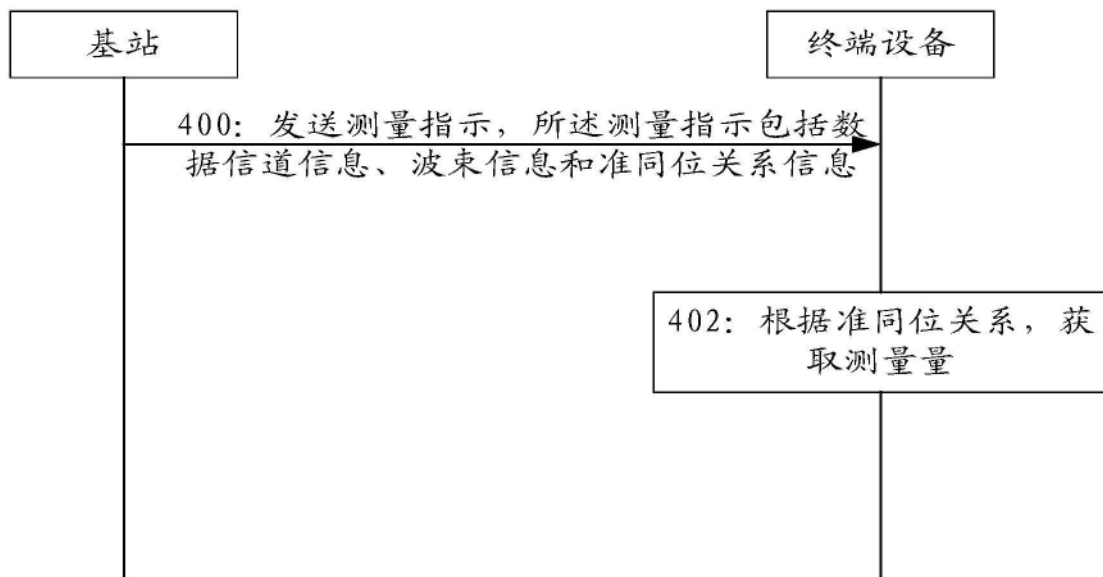 基站
终端设备
400：发送测量指示，所述测量指示包括数
据信道信息、波束信息和准同位关系信息
402：根据准同位关系，获
取测量量